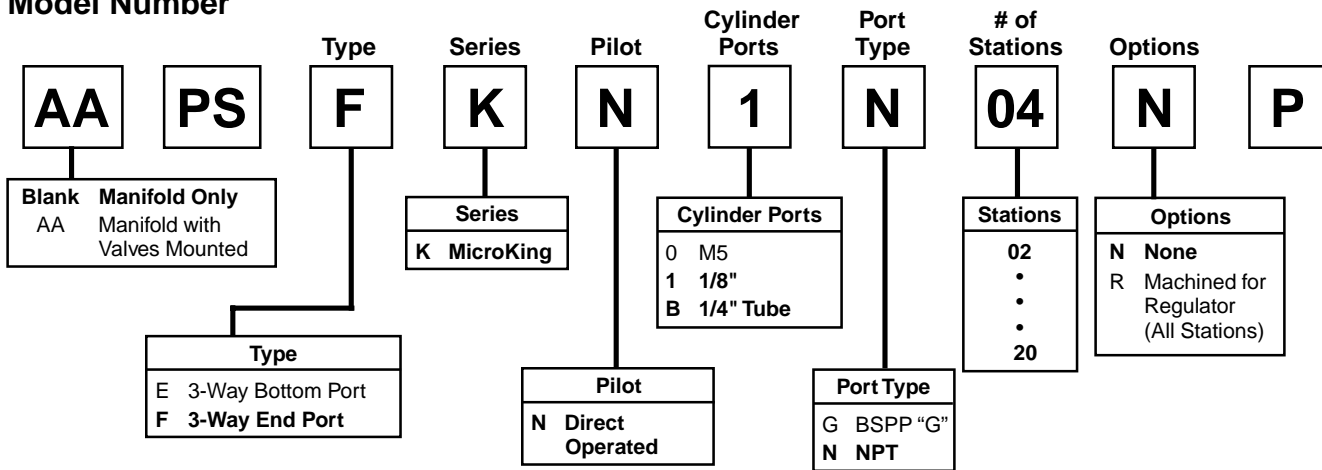 Model Number
Type Series Pilot Cylinder Ports Port Type # of Stations Options
AA PS F K N 1 N 04 N P
Blank Manifold Only
AA Manifold with
Valves Mounted
Series
K MicroKing
Cylinder Ports
0 M5
1 1/8"
B 1/4" Tube
Stations
02
•
•
•
20
Options
N None
R Machined for
Regulator
(All Stations)
Type
E 3-Way Bottom Port
F 3-Way End Port
Pilot
N Direct
Operated
Port Type
G BSPP “G”
N NPT